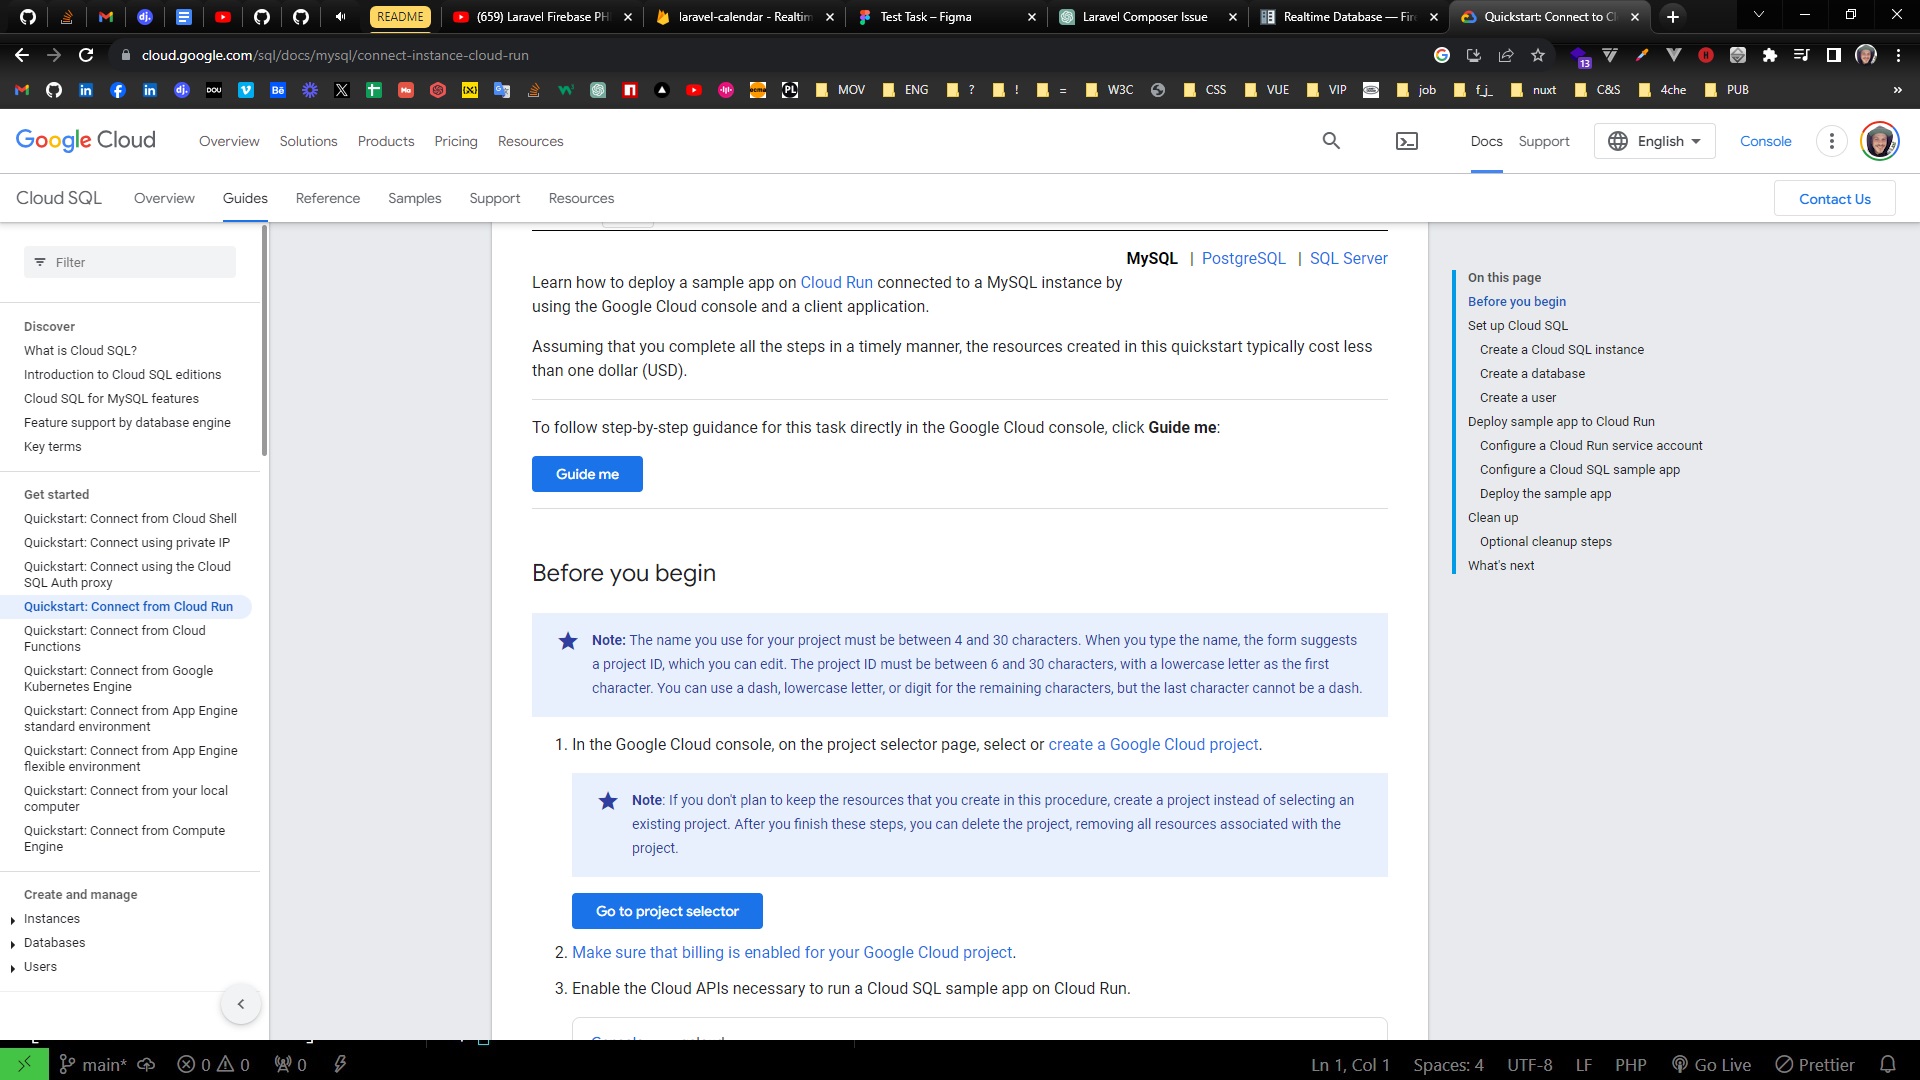 README
(659) Laravel Firebase PH
laravel-calendar - Realtim
Test Task – Figma
Laravel Composer Issue
Realtime Database — Fire
Quickstart: Connect to Cl
cloud.google.com/sql/docs/mysql/connect-instance-cloud-run
13
MOV
ENG
?
!
=
W3C
CSS
VUE
VIP
job
f_j_
nuxt
C&S
4che
PUB
»
Google Cloud
Overview
Solutions
Products
Pricing
Resources
Docs
Support
English
Console
Cloud SQL
Overview
Guides
Reference
Samples
Support
Resources
Contact Us
Filter
Discover
What is Cloud SQL?
Introduction to Cloud SQL editions
Cloud SQL for MySQL features
Feature support by database engine
Key terms
Get started
Quickstart: Connect from Cloud Shell
Quickstart: Connect using private IP
Quickstart: Connect using the Cloud
SQL Auth proxy
Quickstart: Connect from Cloud Run
Quickstart: Connect from Cloud
Functions
Quickstart: Connect from Google
Kubernetes Engine
Quickstart: Connect from App Engine
standard environment
Quickstart: Connect from App Engine
flexible environment
Quickstart: Connect from your local
computer
Quickstart: Connect from Compute
Engine
Create and manage
Instances
Databases
Users
MySQL | PostgreSQL | SQL Server
Learn how to deploy a sample app on Cloud Run connected to a MySQL instance by
using the Google Cloud console and a client application.
Assuming that you complete all the steps in a timely manner, the resources created in this quickstart typically cost less
than one dollar (USD).
To follow step-by-step guidance for this task directly in the Google Cloud console, click Guide me:
Guide me
Before you begin
Note: The name you use for your project must be between 4 and 30 characters. When you type the name, the form suggests
a project ID, which you can edit. The project ID must be between 6 and 30 characters, with a lowercase letter as the first
character. You can use a dash, lowercase letter, or digit for the remaining characters, but the last character cannot be a dash.
1. In the Google Cloud console, on the project selector page, select or create a Google Cloud project.
Note: If you don't plan to keep the resources that you create in this procedure, create a project instead of selecting an
existing project. After you finish these steps, you can delete the project, removing all resources associated with the
project.
Go to project selector
2. Make sure that billing is enabled for your Google Cloud project.
3. Enable the Cloud APIs necessary to run a Cloud SQL sample app on Cloud Run.
On this page
Before you begin
Set up Cloud SQL
Create a Cloud SQL instance
Create a database
Create a user
Deploy sample app to Cloud Run
Configure a Cloud Run service account
Configure a Cloud SQL sample app
Deploy the sample app
Clean up
Optional cleanup steps
What's next
main*
0
0
0
Ln 1, Col 1
Spaces: 4
UTF-8
LF
PHP
Go Live
Prettier